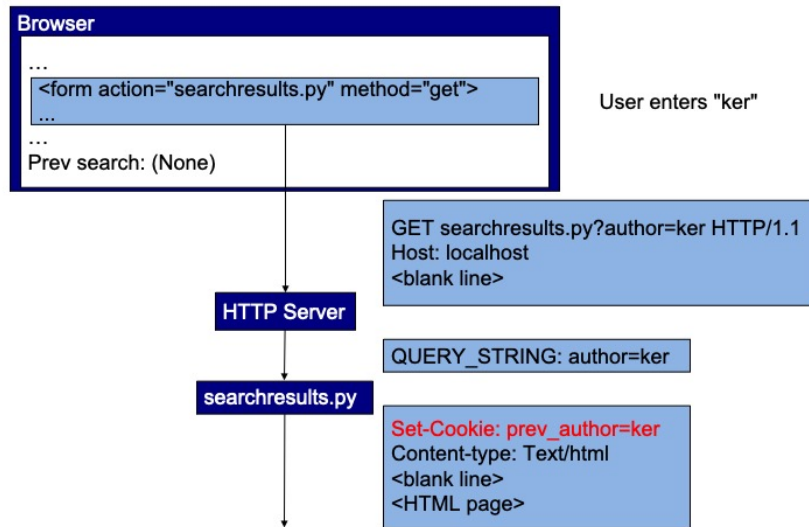 Browser
…
<form action="searchresults.py" method="get">
...
…
Prev search: (None)
User enters "ker"
GET searchresults.py?author=ker HTTP/1.1
Host: localhost
<blank line>
HTTP Server
QUERY_STRING: author=ker
searchresults.py
Set-Cookie: prev_author=ker
Content-type: Text/html
<blank line>
<HTML page>